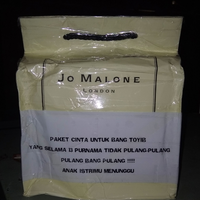 JO MALONE
LONDON
PAKET CINTA UNTUK BANG TOYIB
YANG SELAMA 13 PURNAMA TIDAK PULANG-PULANG
PULANG BANG PULANG !!!!
ANAK ISTRIMU MENUNGGU